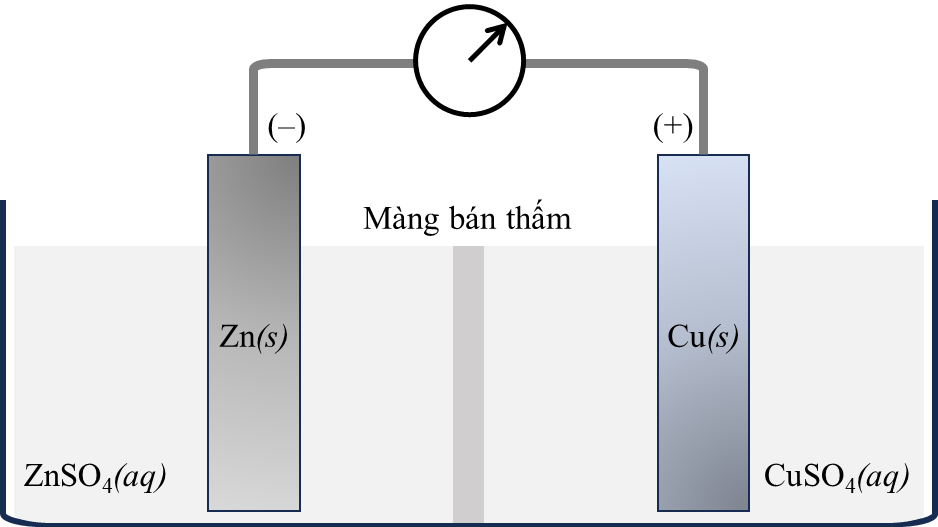 (–)
(+)
Màng bán thấm
Zn(s)
Cu(s)
ZnSO₄(aq)
CuSO₄(aq)